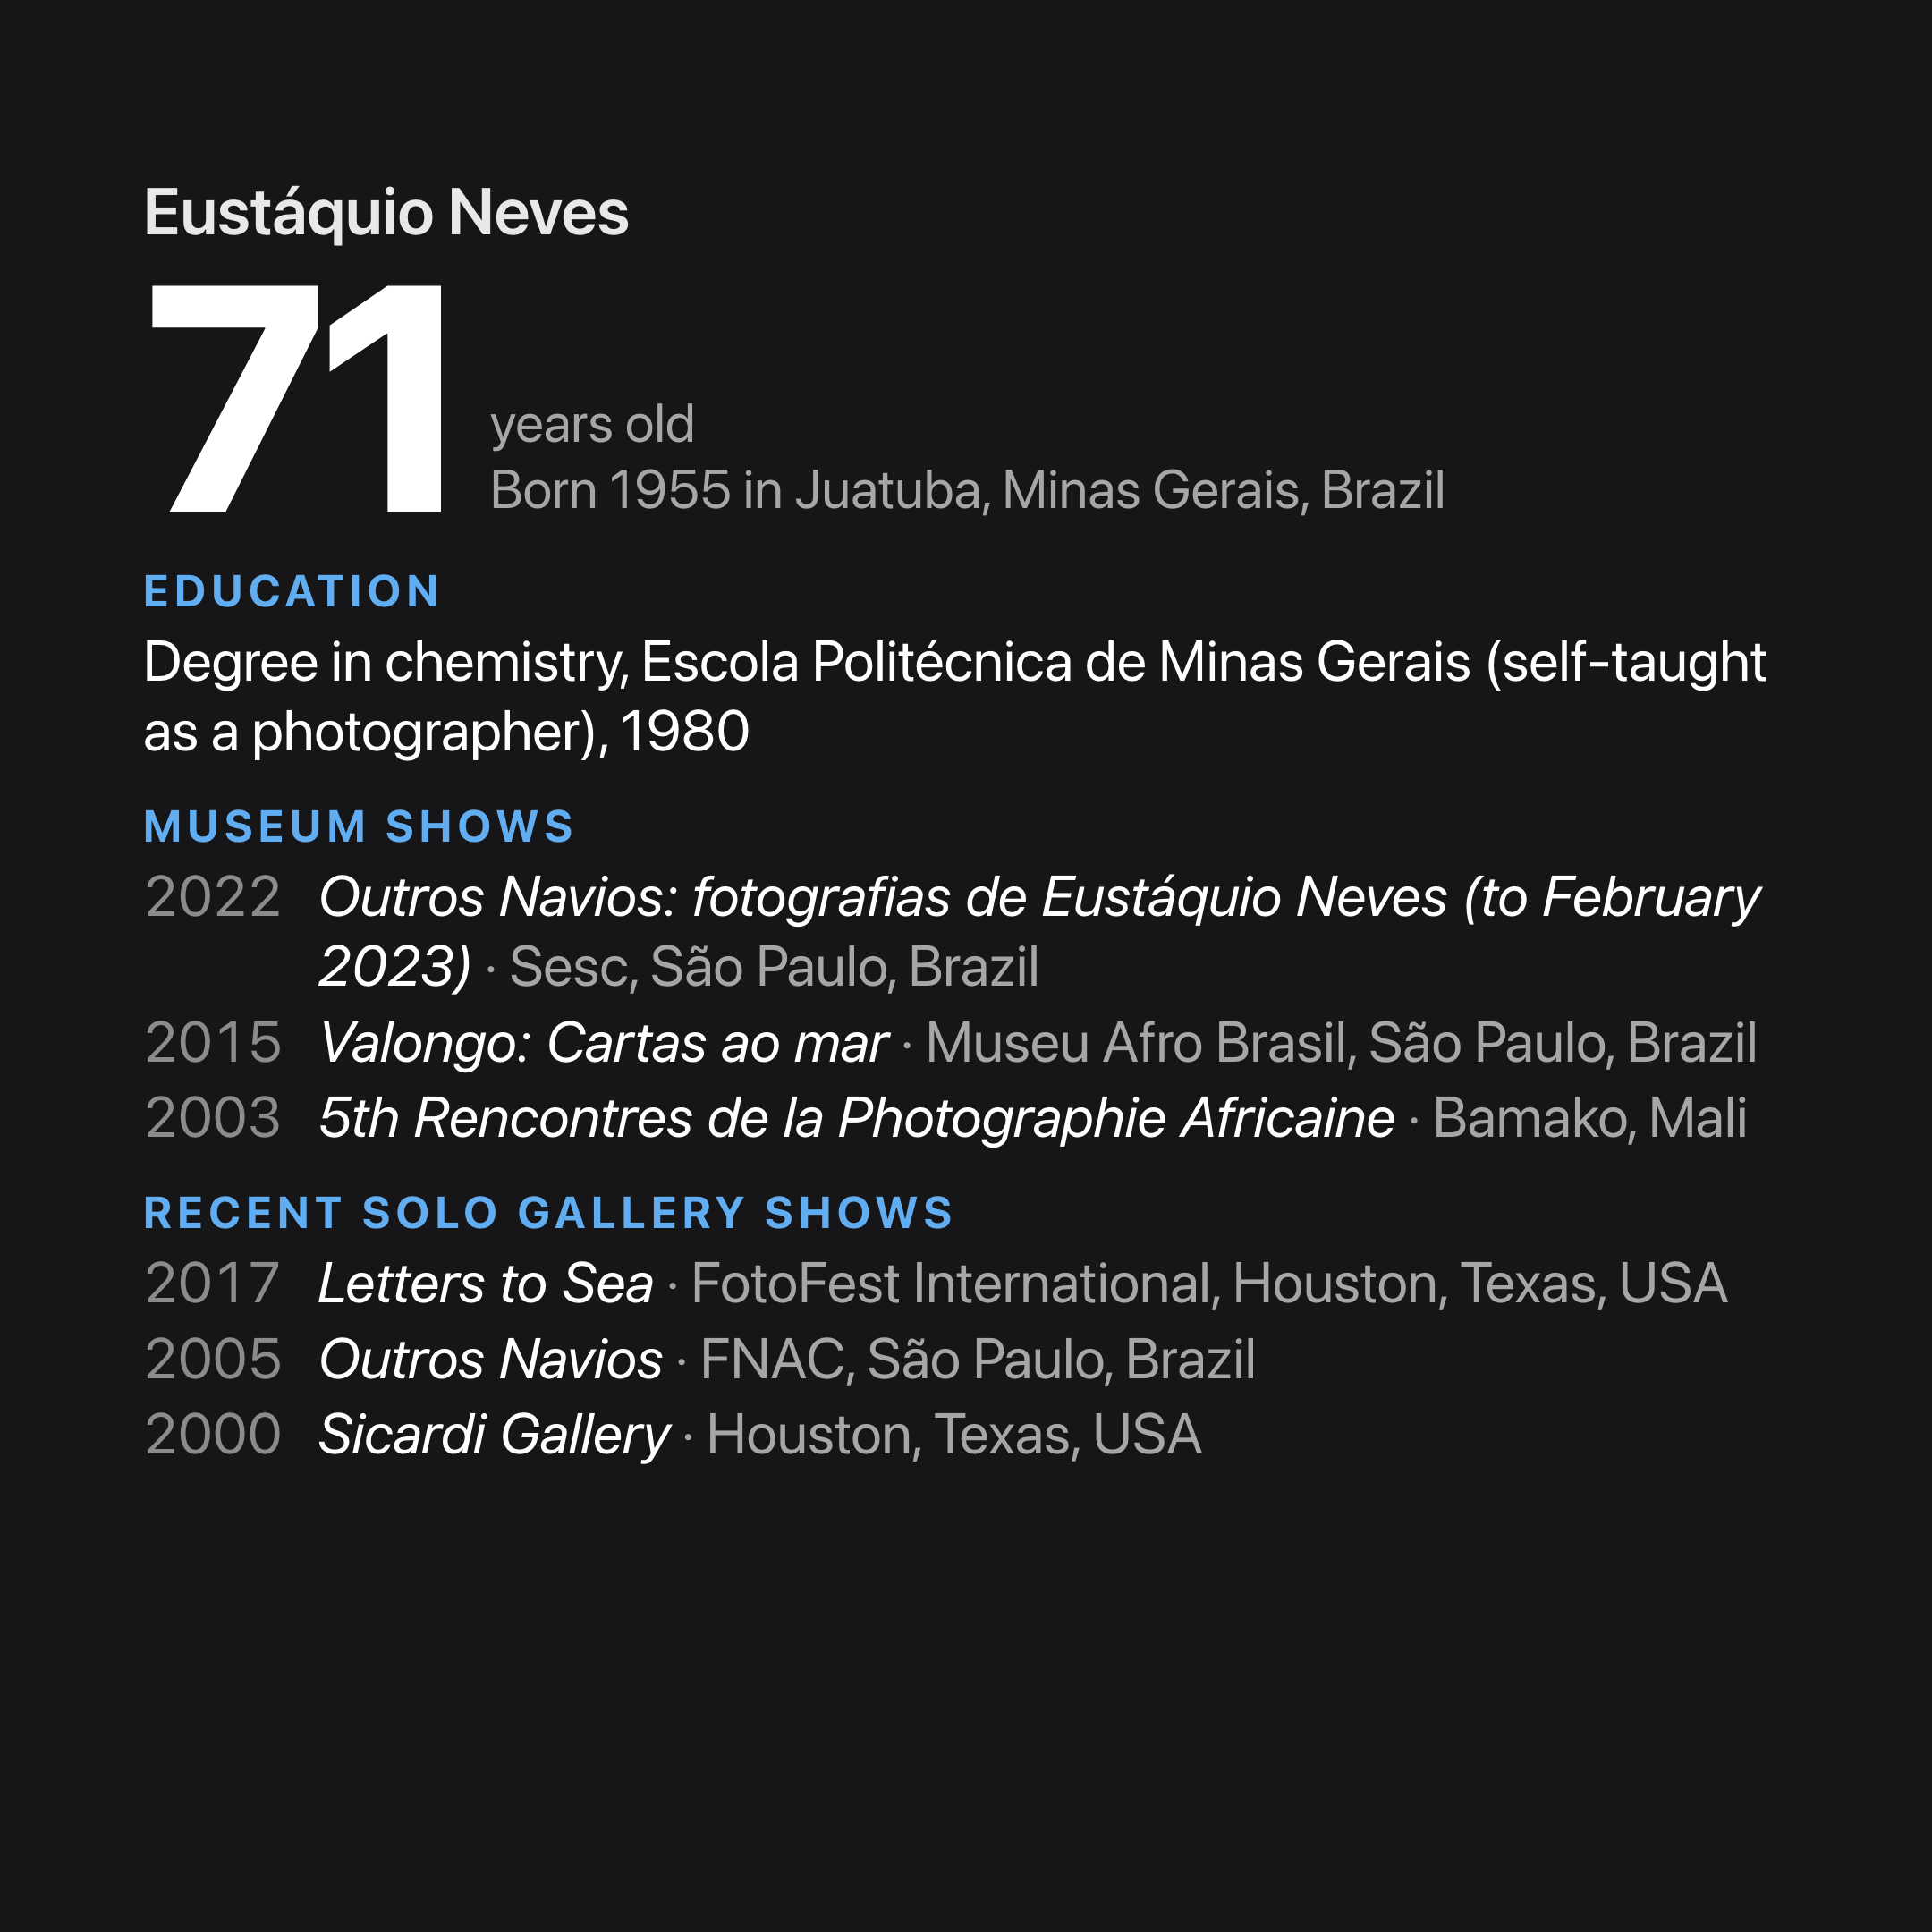 Eustáquio Neves
71
years old
Born 1955 in Juatuba, Minas Gerais, Brazil
EDUCATION
Degree in chemistry, Escola Politécnica de Minas Gerais (self-taught
as a photographer), 1980
MUSEUM SHOWS
2022 Outros Navios: fotografias de Eustáquio Neves (to February
2023) · Sesc, São Paulo, Brazil
2015 Valongo: Cartas ao mar · Museu Afro Brasil, São Paulo, Brazil
2003 5th Rencontres de la Photographie Africaine · Bamako, Mali
RECENT SOLO GALLERY SHOWS
2017 Letters to Sea · FotoFest International, Houston, Texas, USA
2005 Outros Navios · FNAC, São Paulo, Brazil
2000 Sicardi Gallery · Houston, Texas, USA